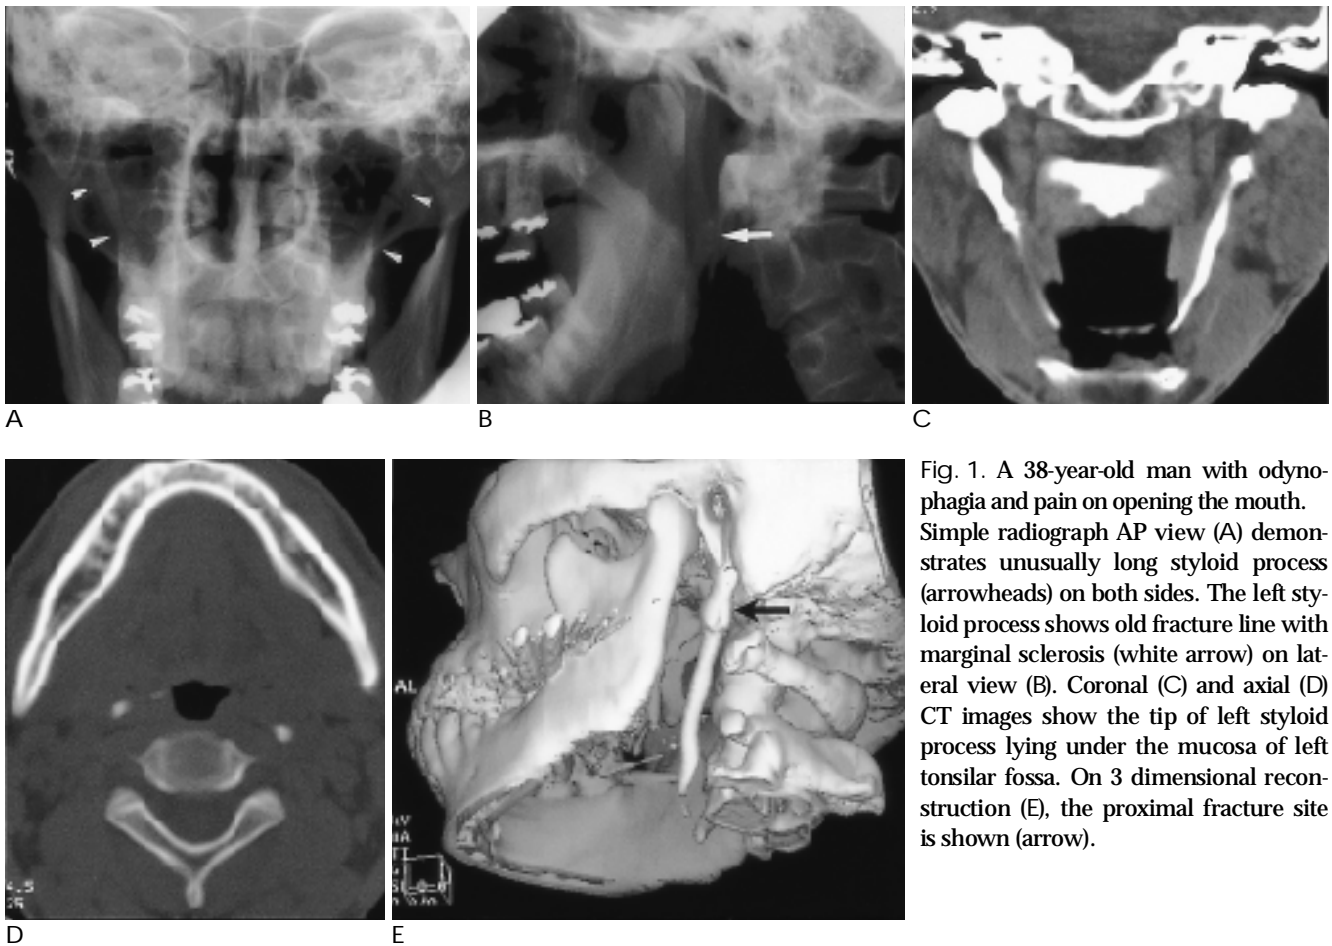 A
B
C
D
E
AL
Fig. 1. A 38-year-old man with odyno-
phagia and pain on opening the mouth.
Simple radiograph AP view (A) demon-
strates unusually long styloid process
(arrowheads) on both sides. The left sty-
loid process shows old fracture line with
marginal sclerosis (white arrow) on lat-
eral view (B). Coronal (C) and axial (D)
CT images show the tip of left styloid
process lying under the mucosa of left
tonsilar fossa. On 3 dimensional recon-
struction (E), the proximal fracture site
is shown (arrow).